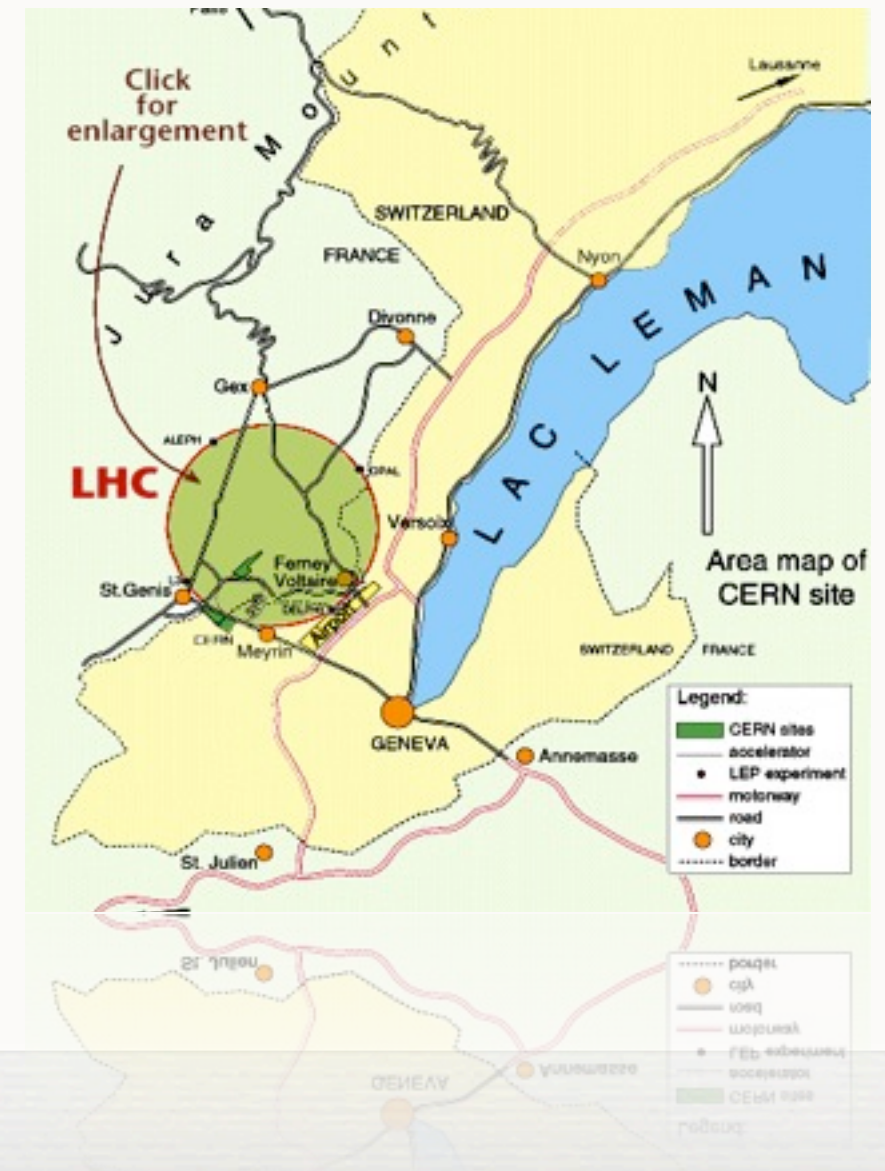 Paris
Lausanne
Click
for
enlargement
Jura Mount
SWITZERLAND
FRANCE
Nyon
LAC LEMAN
Divonne
Gex
N
ALEPH
OPAL
LHC
Versoix
Area map of
CERN site
Ferney
Voltaire
St.Genis
DELPHI
Airport
CERN
Meyrin
SWITZERLAND
FRANCE
Legend:
CERN sites
accelerator
LEP experiment
motorway
road
city
border
GENEVA
Annemasse
St. Julien